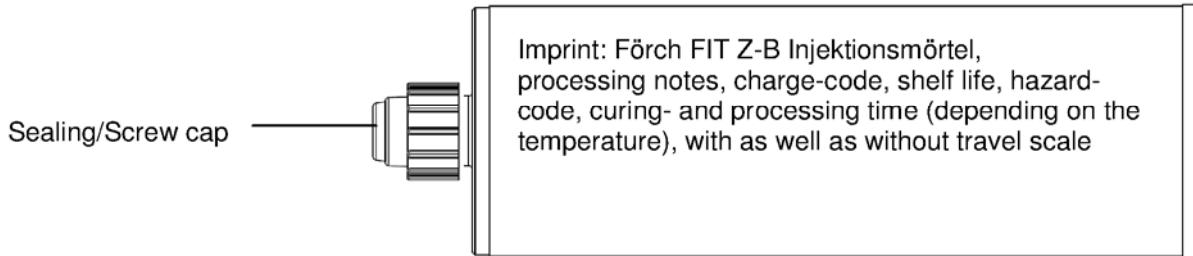 Imprint: Förch FIT Z-B Injektionsmörtel,
processing notes, charge-code, shelf life, hazard-
code, curing- and processing time (depending on the
temperature), with as well as without travel scale
Sealing/Screw cap